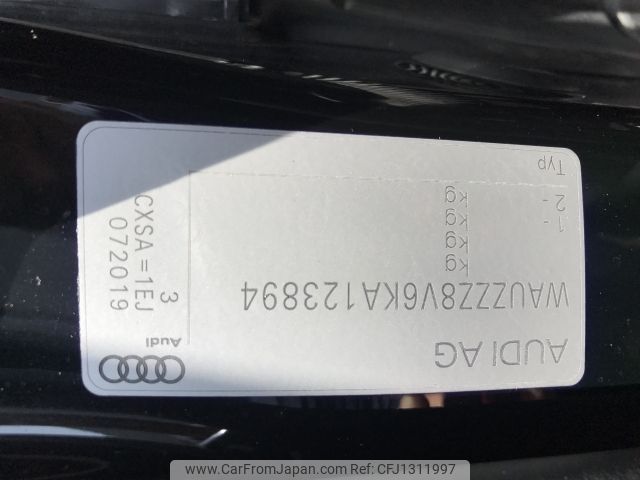 AUDI AG
WAUZZZ8V6KA123894
kg
kg
1 - kg
2 - kg
Typ
Audi
3
CXSA =1EJ
072019
www.CarFromJapan.com - Ref No: CFJ1311997